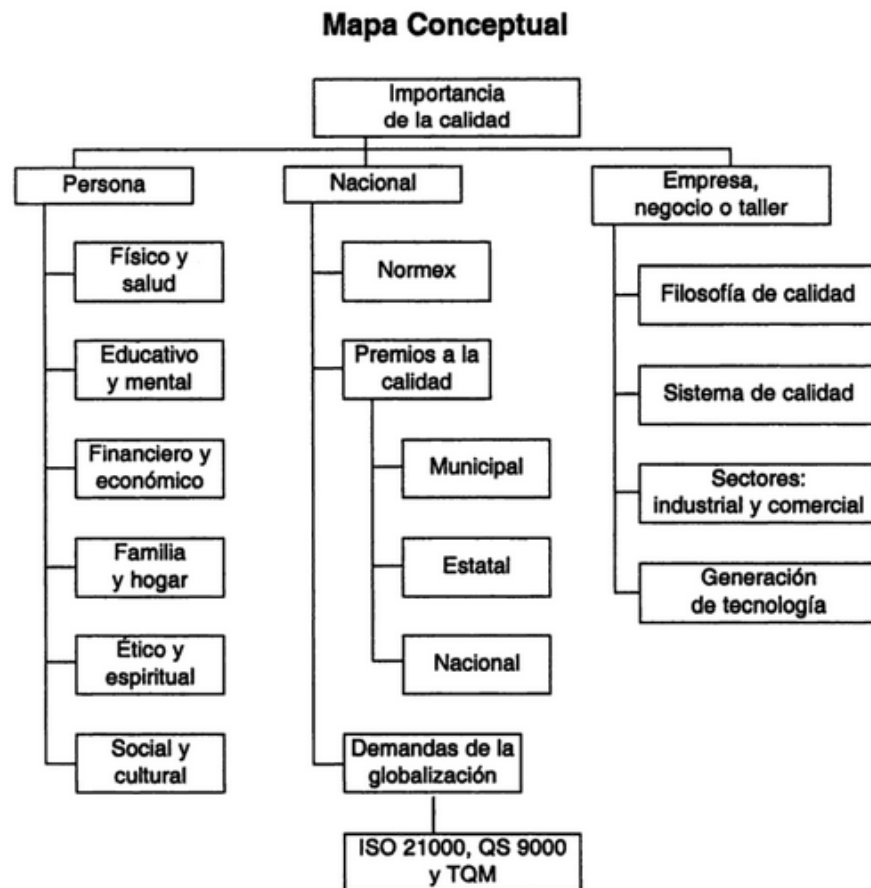 Mapa Conceptual
Importancia
de la calidad
Persona
Físico y
salud
Educativo
y mental
Financiero y
económico
Familia
y hogar
Ético y
espiritual
Social y
cultural
Nacional
Normex
Premios a la
calidad
Municipal
Estatal
Nacional
Demandas de la
globalización
ISO 21000, QS 9000
y TQM
Empresa,
negocio o taller
Filosofía de calidad
Sistema de calidad
Sectores:
industrial y comercial
Generación
de tecnología